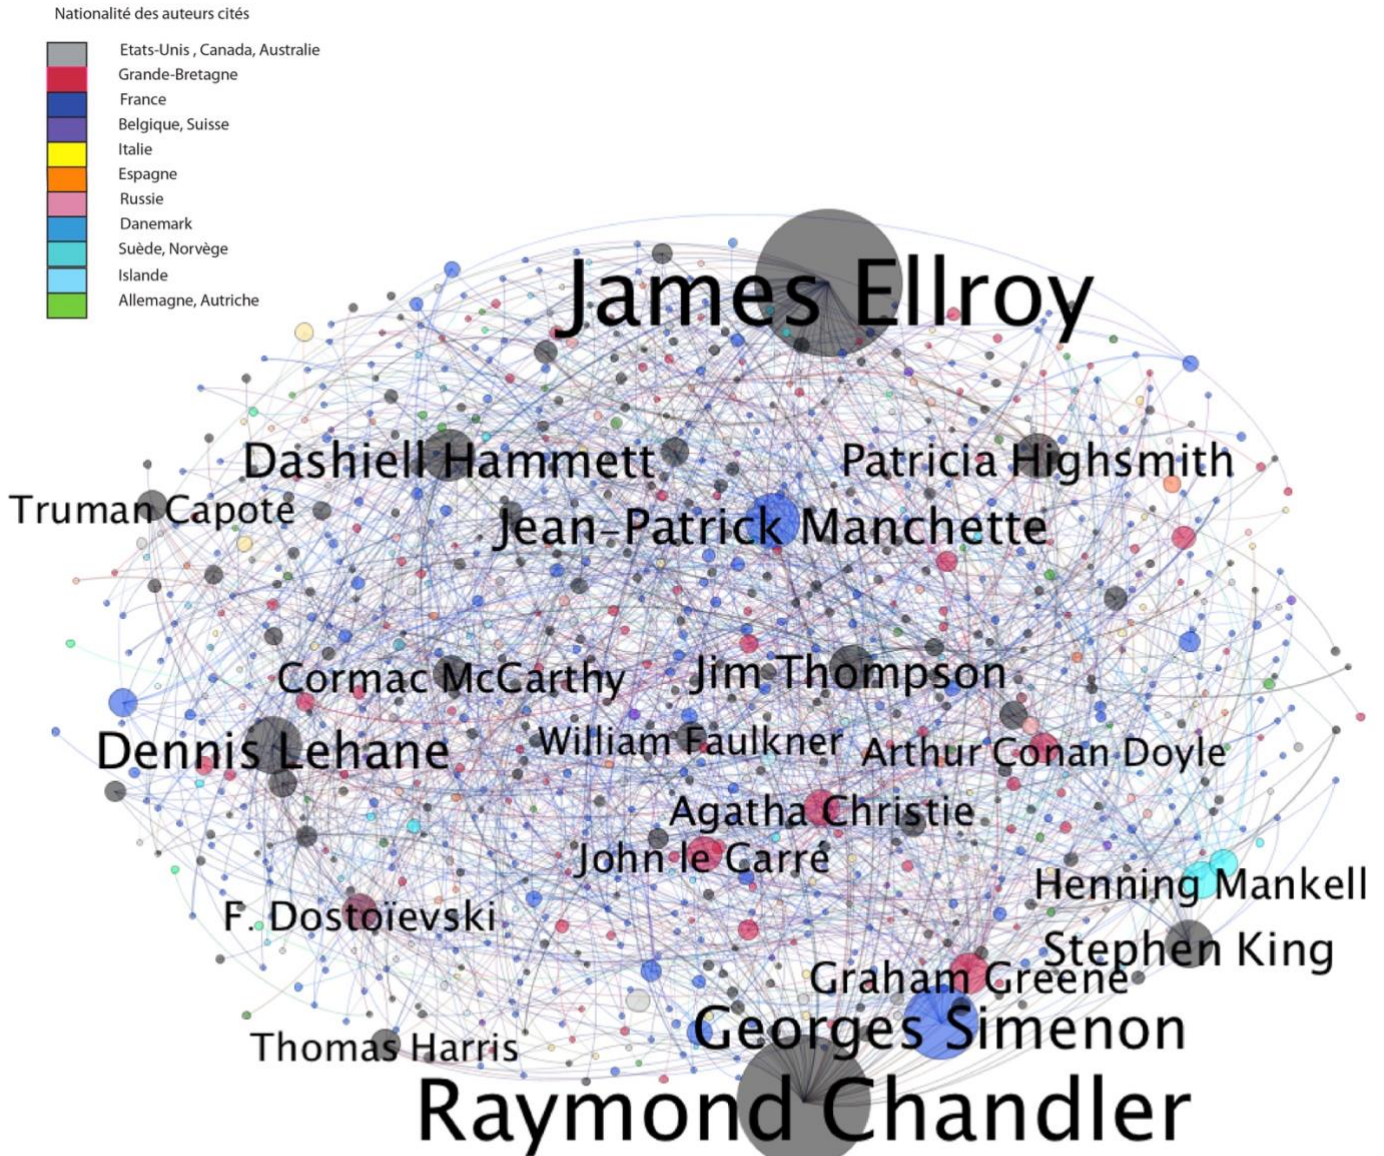 Nationalité des auteurs cités
Etats-Unis , Canada, Australie
Grande-Bretagne
France
Belgique, Suisse
Italie
Espagne
Russie
Danemark
Suède, Norvège
Islande
Allemagne, Autriche
James Ellroy
Dashiell Hammett
Patricia Highsmith
Truman Capote
Jean-Patrick Manchette
Cormac McCarthy
Jim Thompson
Dennis Lehane
William Faulkner
Arthur Conan Doyle
Agatha Christie
John le Carré
Henning Mankell
F. Dostoïevski
Stephen King
Graham Greene
Georges Simenon
Thomas Harris
Raymond Chandler